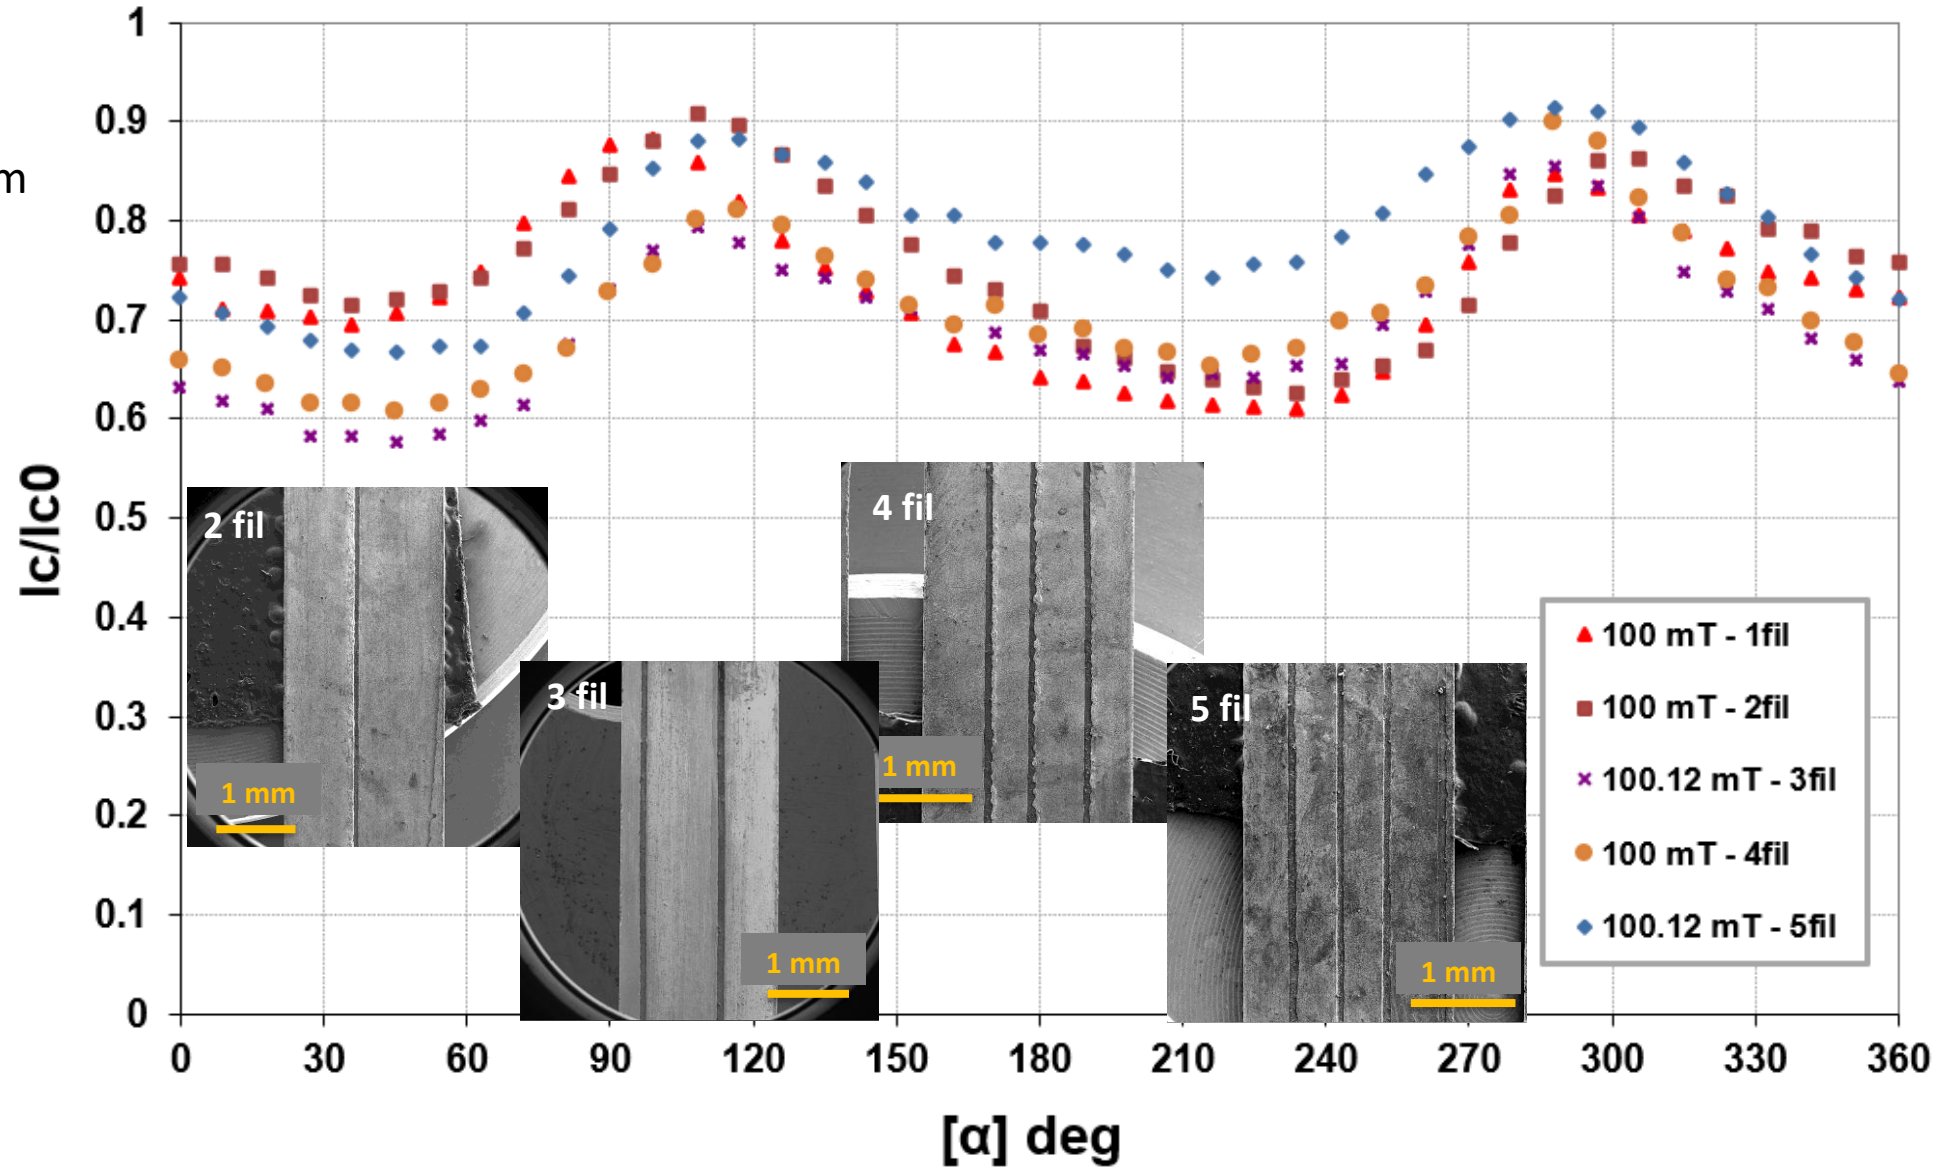 m
1
0.9
0.8
0.7
0.6
0.5
0.4
0.3
0.2
0.1
0
Ic/Ic0
2 fil
1 mm
3 fil
1 mm
4 fil
1 mm
5 fil
1 mm
100 mT - 1fil
100 mT - 2fil
100.12 mT - 3fil
100 mT - 4fil
100.12 mT - 5fil
0 30 60 90 120 150 180 210 240 270 300 330 360
[α] deg